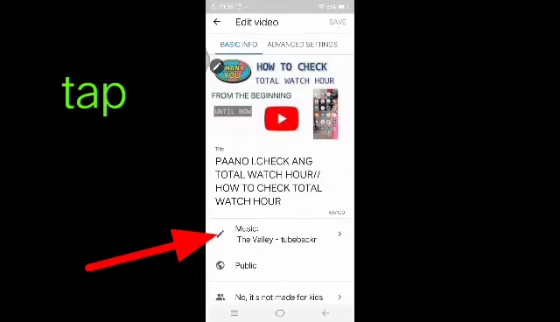 Edit video
SAVE
BASIC INFO
ADVANCED SETTINGS
THANK
YOU
HOW TO CHECK
TOTAL WATCH HOUR
FROM THE BEGINNING
UNTIL NOW
tap
Title
PAANO I.CHECK ANG
TOTAL WATCH HOUR//
HOW TO CHECK TOTAL
WATCH HOUR
Music:
The Valley - tubebackr
Public
No, it's not made for kids